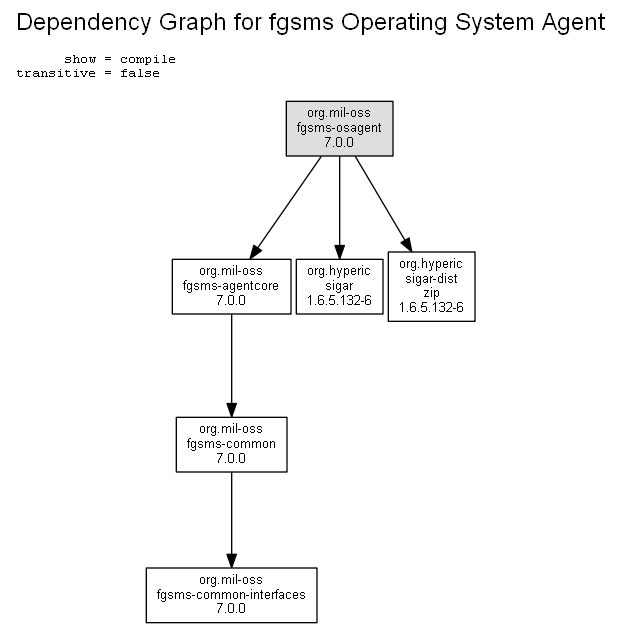 Dependency Graph for fgsms Operating System Agent
show = compile
transitive = false
org.mil-oss
fgsms-osagent
7.0.0
org.mil-oss
fgsms-agentcore
7.0.0
org.hyperic
sigar
1.6.5.132-6
org.hyperic
sigar-dist
zip
1.6.5.132-6
org.mil-oss
fgsms-common
7.0.0
org.mil-oss
fgsms-common-interfaces
7.0.0